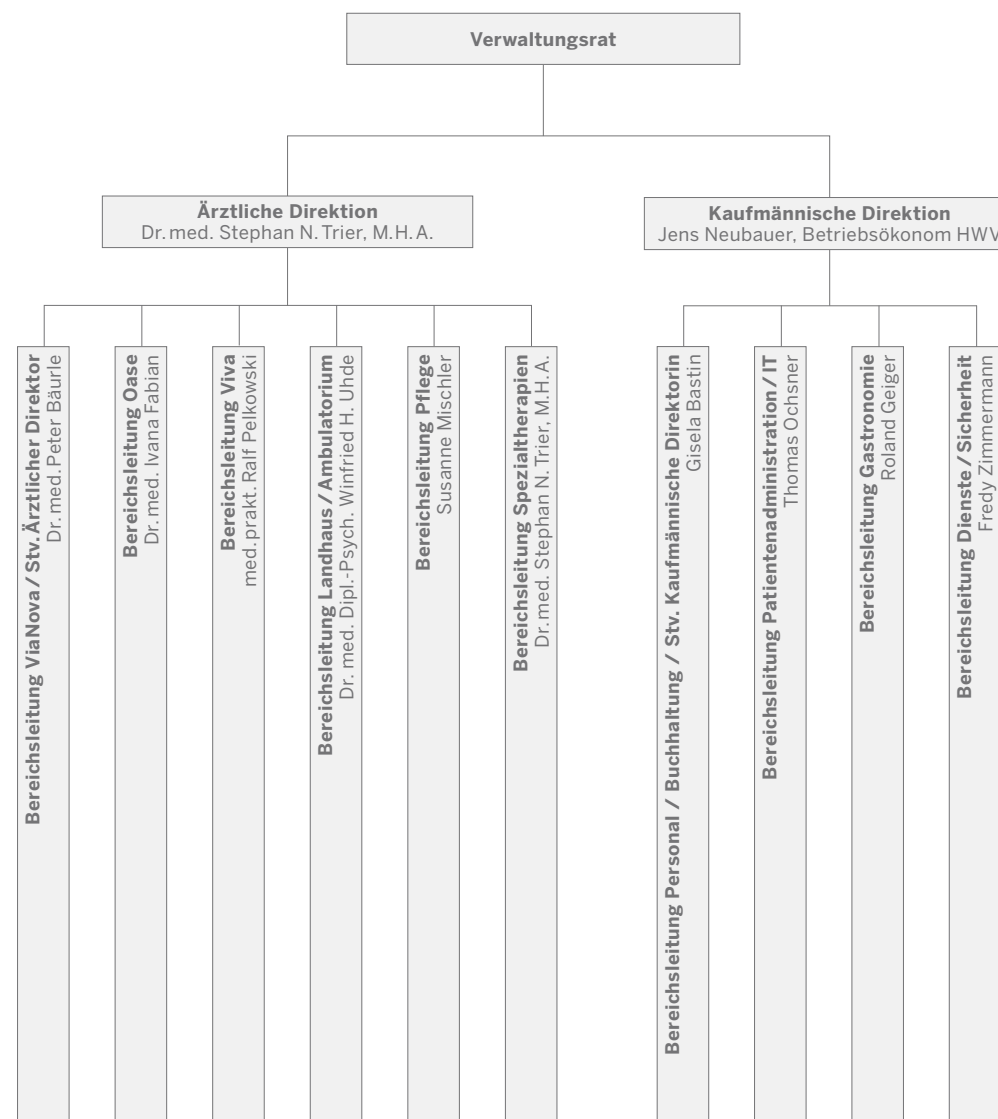 Verwaltungsrat
Ärztliche Direktion
Dr. med. Stephan N. Trier, M.H.A.
Kaufmännische Direktion
Jens Neubauer, Betriebsökonom HWV
Bereichsleitung ViaNova / Stv. Ärztlicher Direktor
Dr. med. Peter Bäurle
Bereichsleitung Oase
Dr. med. Ivana Fabian
Bereichsleitung Viva
med. prakt. Ralf Pelkowski
Bereichsleitung Landhaus / Ambulatorium
Dr. med. Dipl.-Psych. Winfried H. Uhde
Bereichsleitung Pflege
Susanne Mischler
Bereichsleitung Spezialtherapien
Dr. med. Stephan N. Trier, M.H.A.
Bereichsleitung Personal / Buchhaltung / Stv. Kaufmännische Direktorin
Gisela Bastin
Bereichsleitung Patientenadministration / IT
Thomas Ochsner
Bereichsleitung Gastronomie
Roland Geiger
Bereichsleitung Dienste / Sicherheit
Fredy Zimmermann